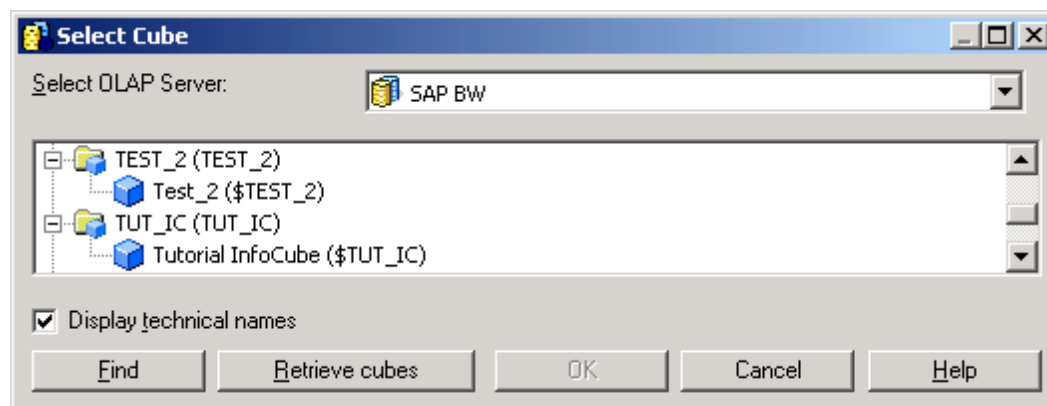 Select Cube
Select OLAP Server: SAP BW
TEST_2 (TEST_2)
Test_2 ($TEST_2)
TUT_IC (TUT_IC)
Tutorial InfoCube ($TUT_IC)
Display technical names
Find Retrieve cubes OK Cancel Help